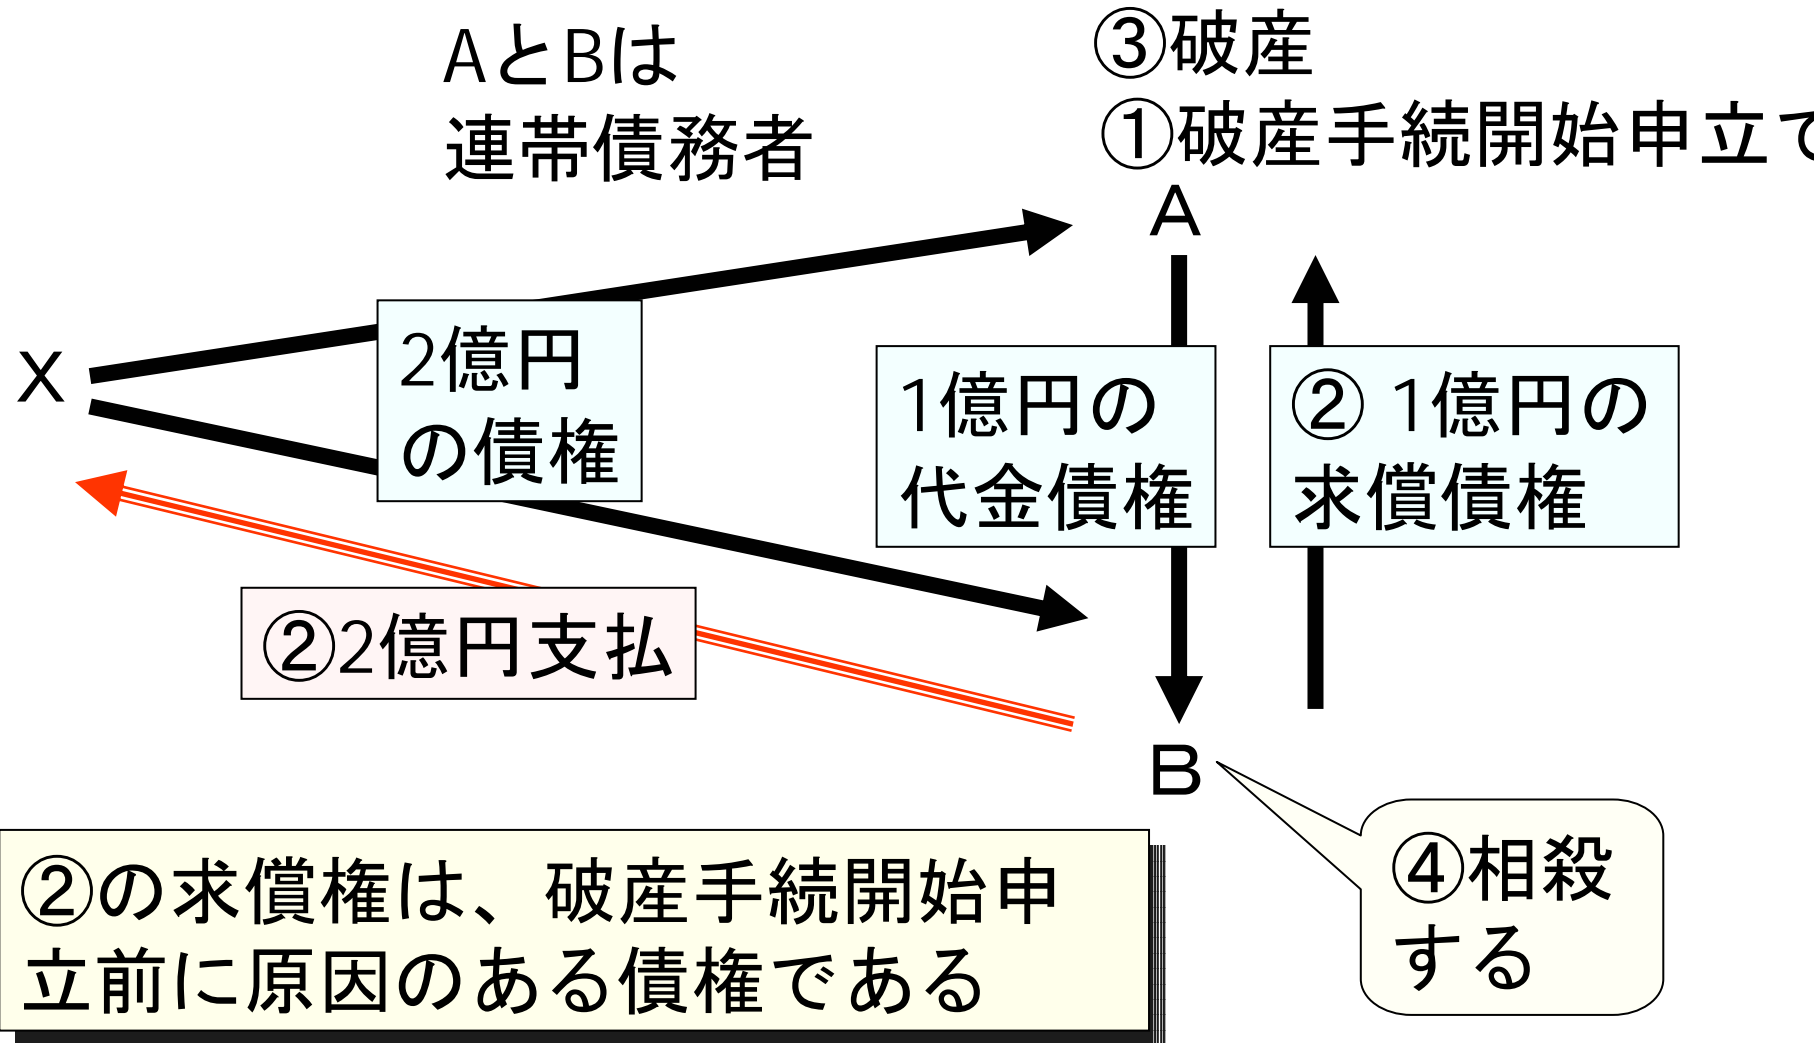 AとBは
連帯債務者
③破産
①破産手続開始申立て
A
X
2億円
の債権
1億円の
代金債権
② 1億円の
求償債権
②2億円支払
B
④相殺
する
②の求償権は、破産手続開始申
立前に原因のある債権である